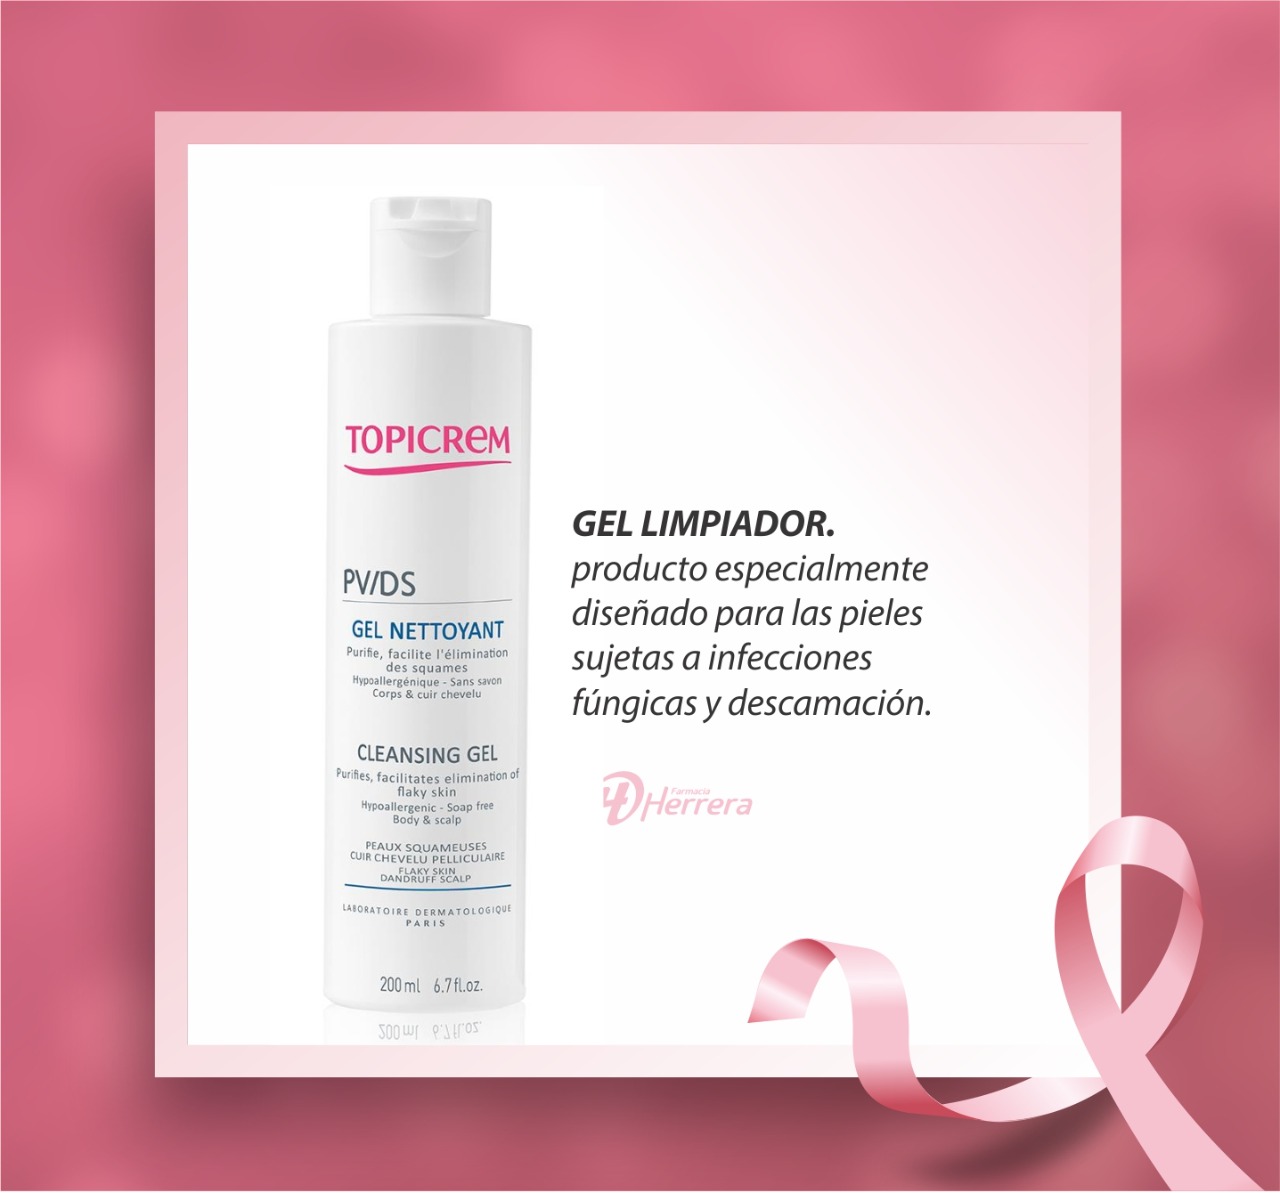 TOPICREM
PV/DS
GEL NETTOYANT
Purifie, facilite l'élimination
des squames
Hypoallergénique - Sans savon
Corps & cuir chevelu
CLEANSING GEL
Purifies, facilitates elimination of
flaky skin
Hypoallergenic - Soap free
Body & scalp
PEAUX SQUAMEUSES
CUIR CHEVELU PELLICULAIRE
FLAKY SKIN
DANDRUFF SCALP
LABORATOIRE DERMATOLOGIQUE
PARIS
200 ml 6.7 fl.oz.
GEL LIMPIADOR.
producto especialmente
diseñado para las pieles
sujetas a infecciones
fúngicas y descamación.
Farmacia
Herrera